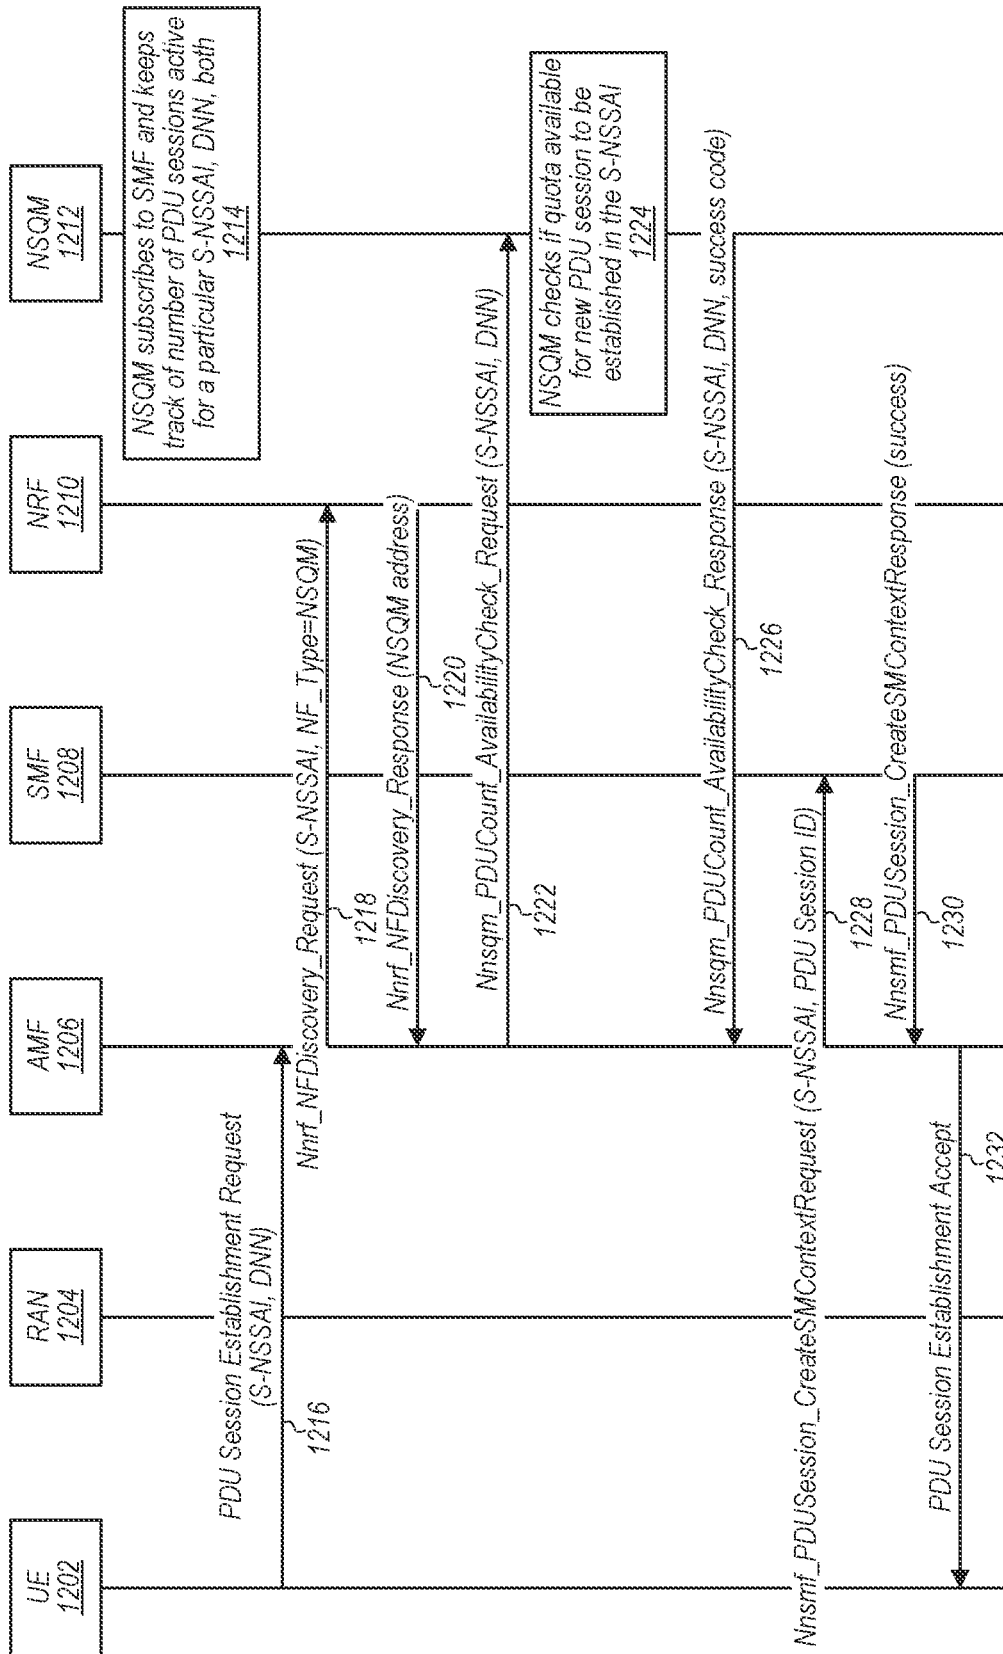 UE
1202
RAN
1204
AMF
1206
SMF
1208
NRF
1210
NSQM
1212
NSQM subscribes to SMF and keeps
track of number of PDU sessions active
for a particular S-NSSAI, DNN, both
1214
PDU Session Establishment Request
(S-NSSAI, DNN)
1216
Nnrf_NFDiscovery_Request (S-NSSAI, NF_Type=NSQM)
1218
Nnrf_NFDiscovery_Response (NSQM address)
1220
Nnsqm_PDUCount_AvailabilityCheck_Request (S-NSSAI, DNN)
1222
NSQM checks if quota available
for new PDU session to be
established in the S-NSSAI
1224
Nnsqm_PDUCount_AvailabilityCheck_Response (S-NSSAI, DNN, success code)
1226
Nnsmf_PDUSession_CreateSMContextRequest (S-NSSAI, PDU Session ID)
1228
Nnsmf_PDUSession_CreateSMContextResponse (success)
1230
PDU Session Establishment Accept
1232